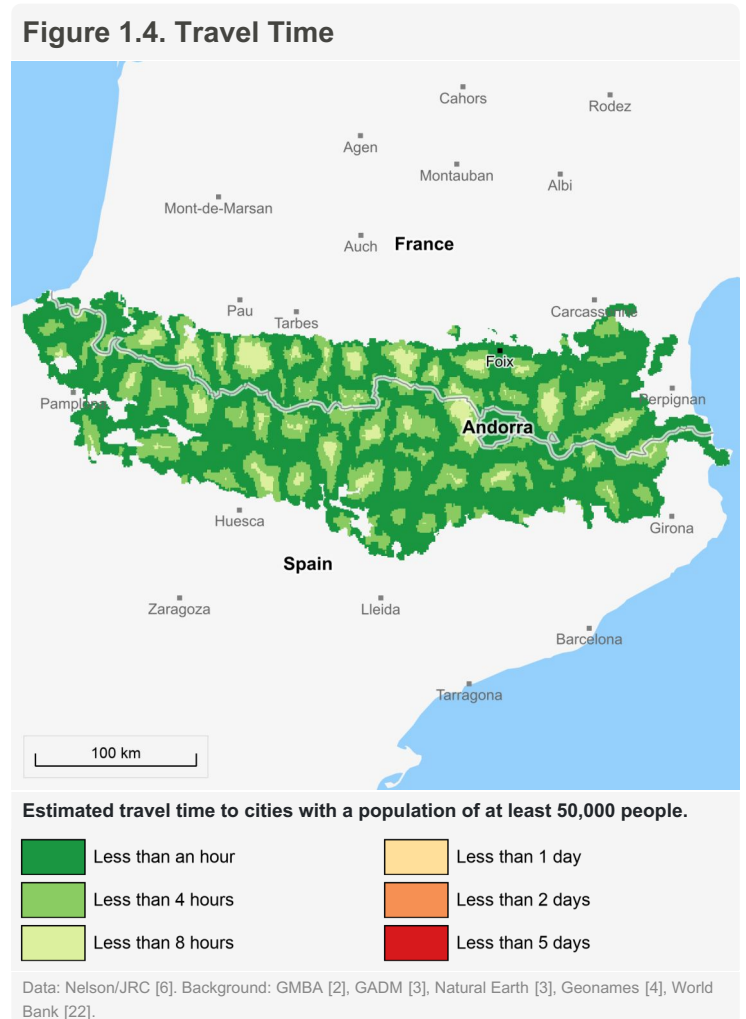 Figure 1.4. Travel Time
Cahors
Rodez
Agen
Montauban
Albi
Mont-de-Marsan
Auch
France
Pau
Tarbes
Carcassonne
Foix
Pamplona
Perpignan
Andorra
Huesca
Girona
Spain
Zaragoza
Lleida
Barcelona
Tarragona
100 km
Estimated travel time to cities with a population of at least 50,000 people.
Less than an hour
Less than 1 day
Less than 4 hours
Less than 2 days
Less than 8 hours
Less than 5 days
Data: Nelson/JRC [6]. Background: GMBA [2], GADM [3], Natural Earth [3], Geonames [4], World
Bank [22].